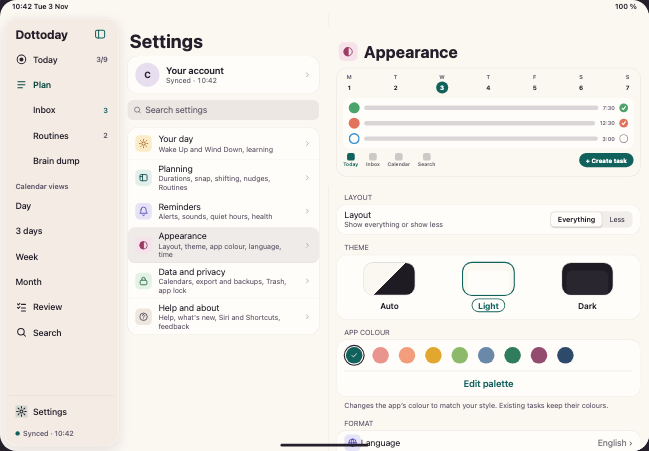 10:42 Tue 3 Nov
100 %
Dottoday
Today
3/9
Plan
Inbox
3
Routines
2
Brain dump
Calendar views
Day
3 days
Week
Month
Review
Search
Settings
Synced · 10:42
Settings
C
Your account
Synced · 10:42
Search settings
Your day
Wake Up and Wind Down, learning
Planning
Durations, snap, shifting, nudges,
Routines
Reminders
Alerts, sounds, quiet hours, health
Appearance
Layout, theme, app colour, language,
time
Data and privacy
Calendars, export and backups, Trash,
app lock
Help and about
Help, what's new, Siri and Shortcuts,
feedback
Appearance
M T W T F S S
1 2 3 4 5 6 7
7:30
12:30
3:00
Today
Inbox
Calendar
Search
+ Create task
LAYOUT
Layout
Show everything or show less
Everything
Less
THEME
Auto
Light
Dark
APP COLOUR
Edit palette
Changes the app's colour to match your style. Existing tasks keep their colours.
FORMAT
Language
English